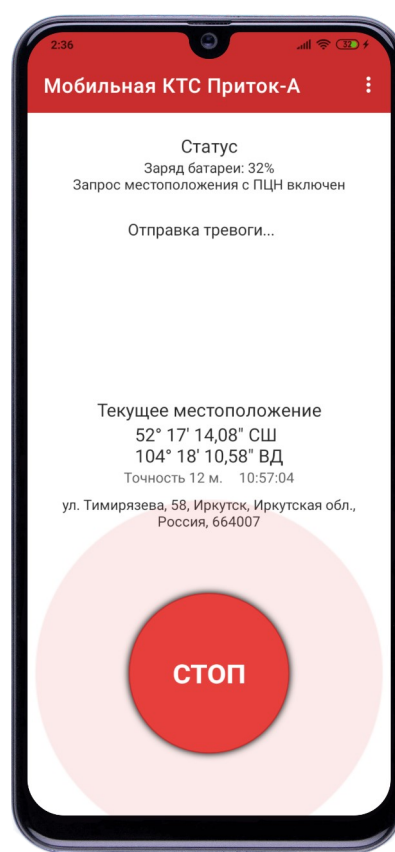 2:36
32
Мобильная КТС Приток-А
Статус
Заряд батареи: 32%
Запрос местоположения с ПЦН включен
Отправка тревоги...
Текущее местоположение
52° 17' 14,08" СШ
104° 18' 10,58" ВД
Точность 12 м. 10:57:04
ул. Тимирязева, 58, Иркутск, Иркутская обл.,
Россия, 664007
СТОП